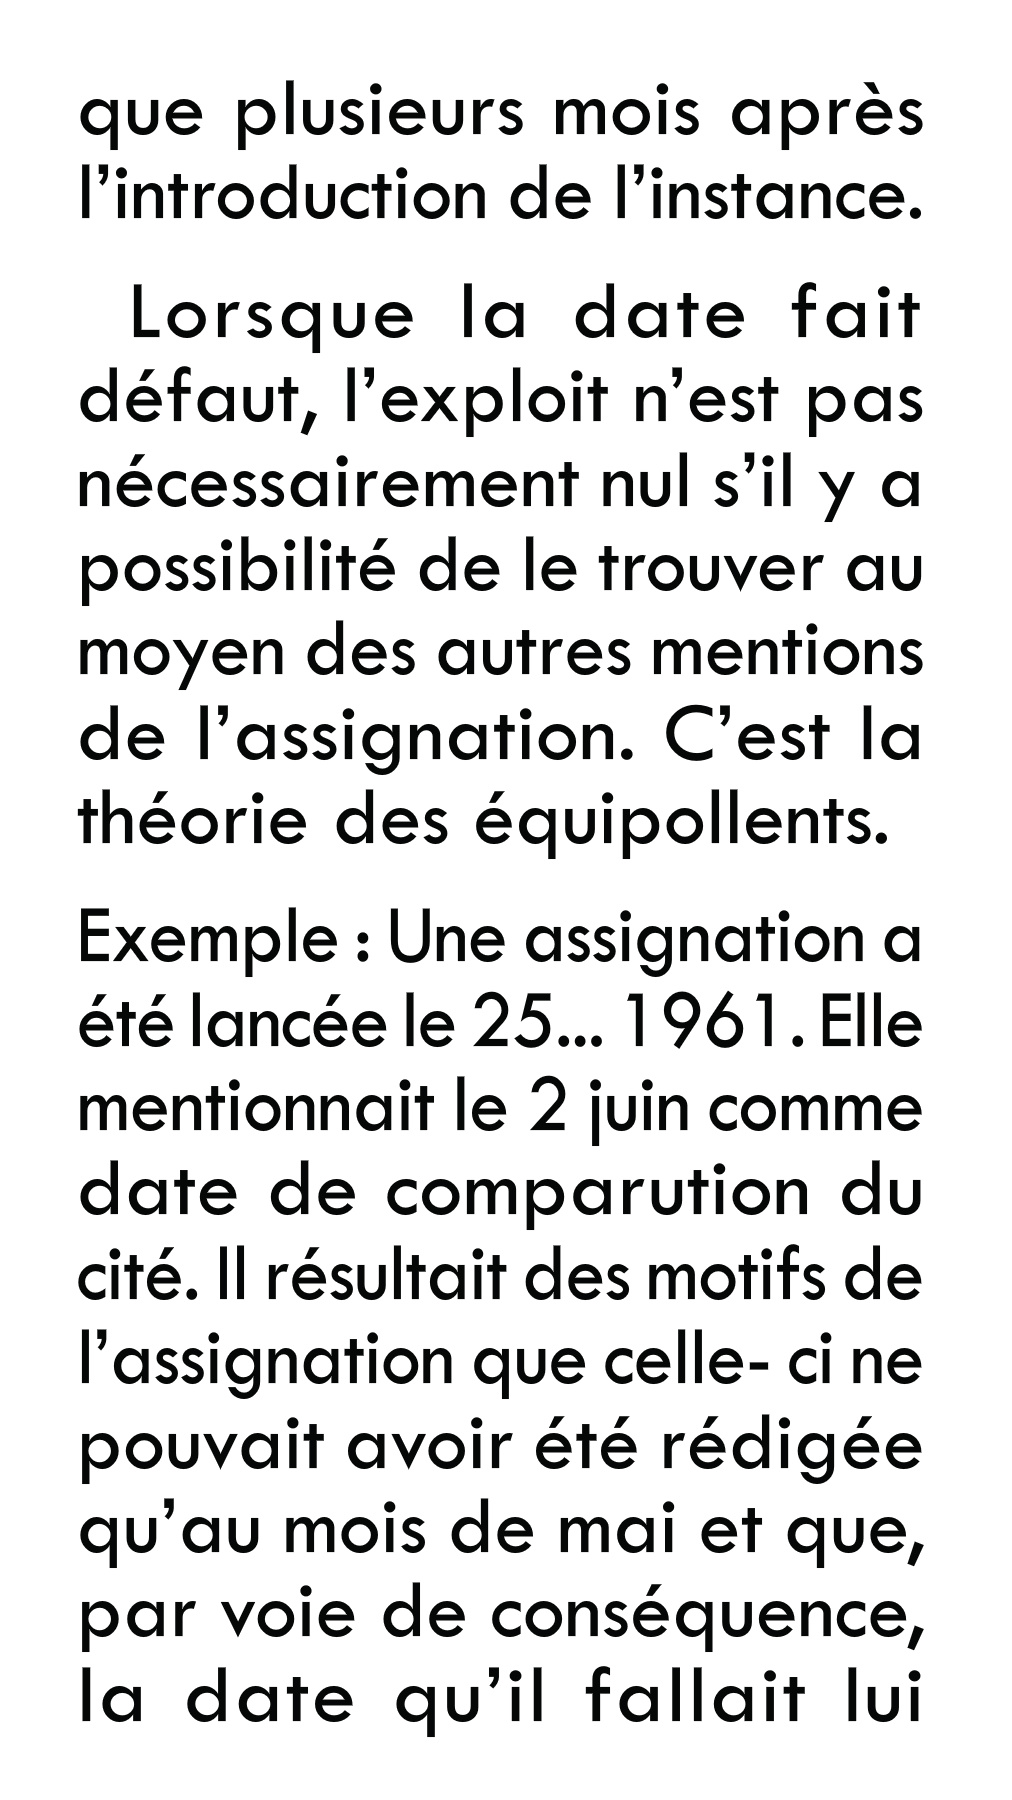 que plusieurs mois après
l’introduction de l’instance.
Lorsque la date fait
défaut, l’exploit n’est pas
nécessairement nul s’il y a
possibilité de le trouver au
moyen des autres mentions
de l’assignation. C’est la
théorie des équipollents.
Exemple : Une assignation a
été lancée le 25... 1961. Elle
mentionnait le 2 juin comme
date de comparution du
cité. Il résultait des motifs de
l’assignation que celle- ci ne
pouvait avoir été rédigée
qu’au mois de mai et que,
par voie de conséquence,
la date qu’il fallait lui